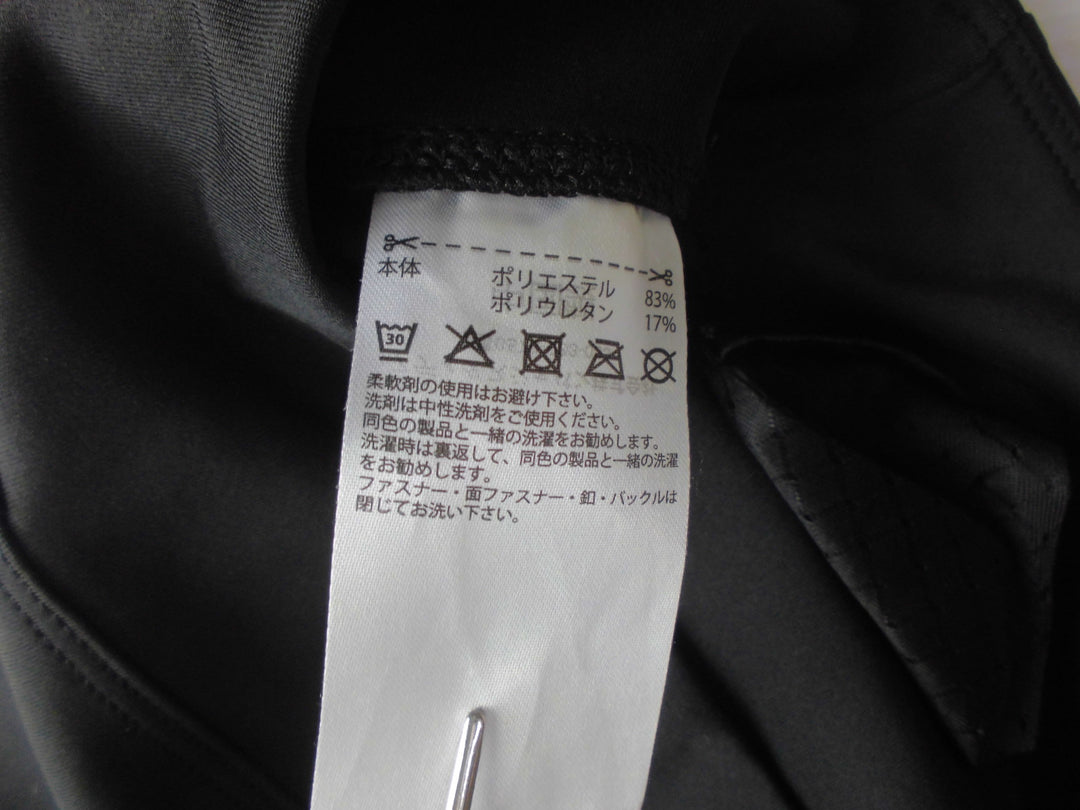 本体 ポリエステル 83%
ポリウレタン 17%
30
柔軟剤の使用はお避け下さい。
洗剤は中性洗剤をご使用ください。
同色の製品と一緒の洗濯をお勧めします。
洗濯時は裏返して、同色の製品と一緒の洗濯
をお勧めします。
ファスナー・面ファスナー・釦・バックルは
閉じてお洗い下さい。